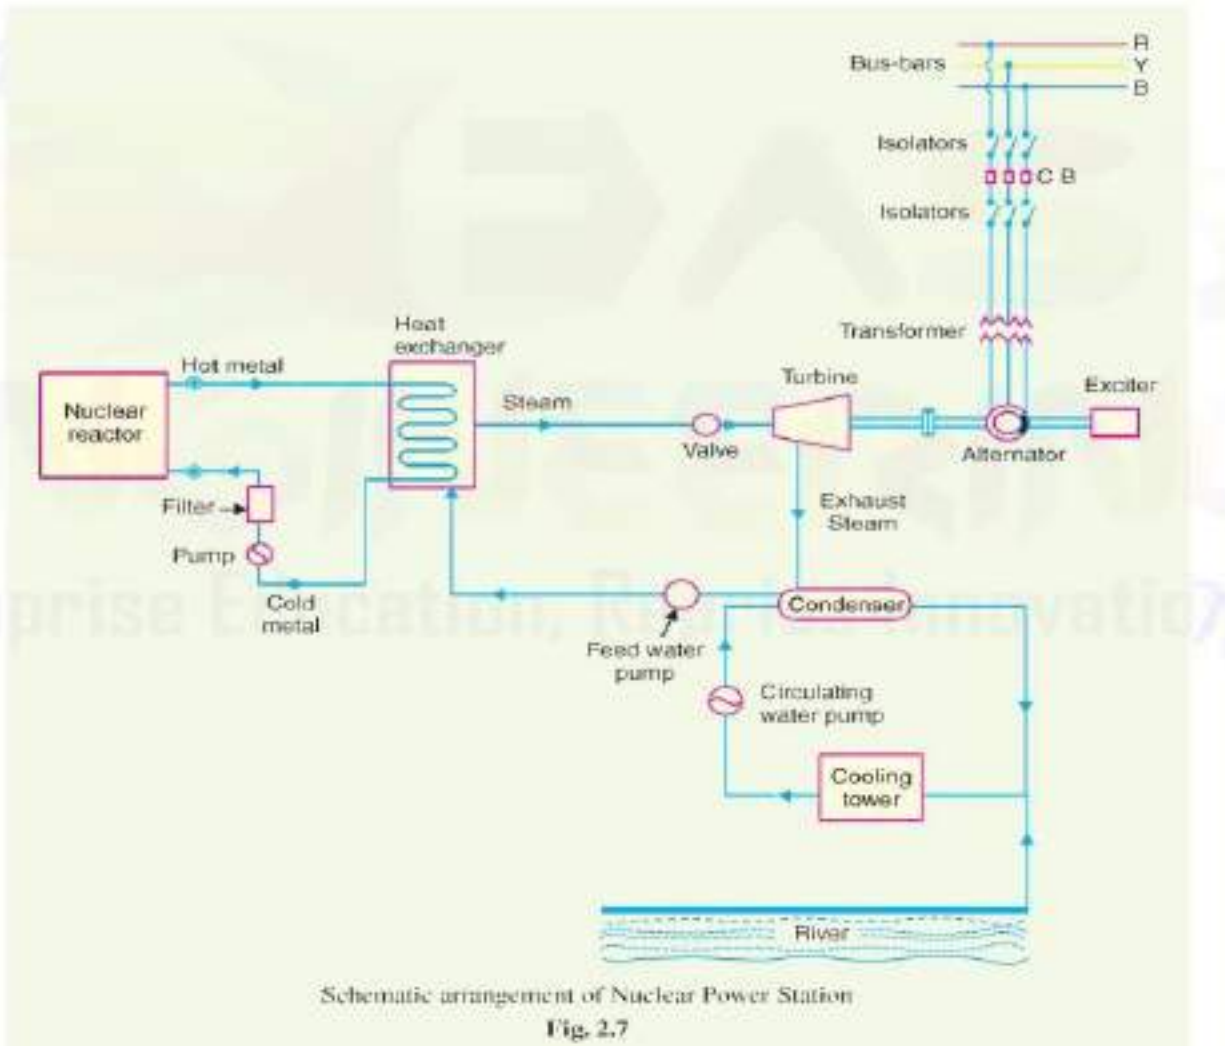 Bus-bars
R
Y
B
Isolators
C B
Isolators
Transformer
Heat
exchanger
Hot metal
Nuclear
reactor
Steam
Valve
Turbine
Exciter
Alternator
Filter
Pump
Cold
metal
Exhaust
Steam
Condenser
Feed water
pump
Circulating
water pump
Cooling
tower
River
Schematic arrangement of Nuclear Power Station
Fig. 2.7